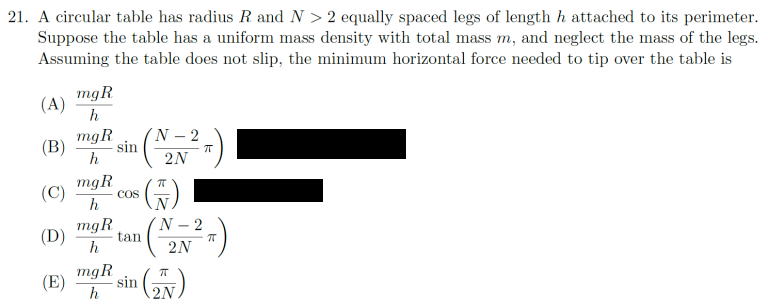 21. A circular table has radius R and N > 2 equally spaced legs of length h attached to its perimeter.
Suppose the table has a uniform mass density with total mass m, and neglect the mass of the legs.
Assuming the table does not slip, the minimum horizontal force needed to tip over the table is
(A) \frac{mgR}{h}
(B) \frac{mgR}{h} \sin\left(\frac{N-2}{2N}\pi\right)
(C) \frac{mgR}{h} \cos\left(\frac{\pi}{N}\right)
(D) \frac{mgR}{h} \tan\left(\frac{N-2}{2N}\pi\right)
(E) \frac{mgR}{h} \sin\left(\frac{\pi}{2N}\right)